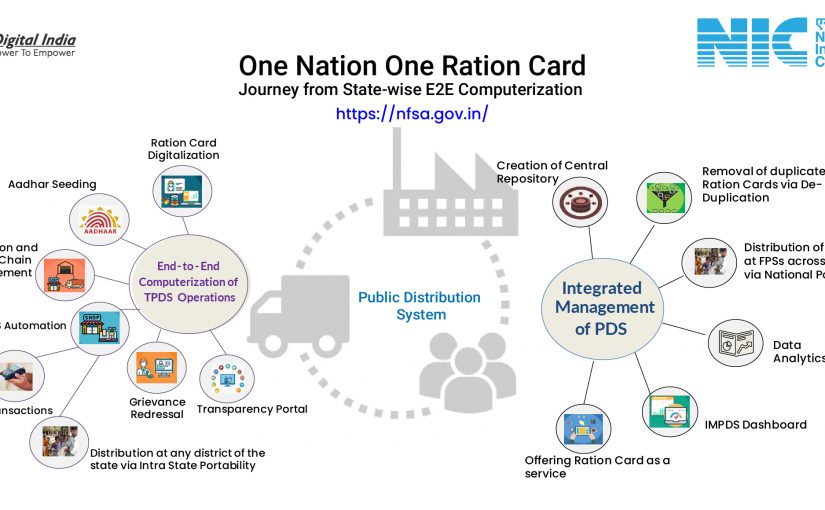 Digital India
ower To Empower
NIC
One Nation One Ration Card
Journey from State-wise E2E Computerization
https://nfsa.gov.in/
Ration Card
Digitalization
Aadhar Seeding
AADHAAR
on and
Chain
ement
End-to-End
Computerization of
TPDS Operations
SHOP
Automation
ansactions
Grievance
Redressal
Transparency Portal
Distribution at any district of the
state via Intra State Portability
Public Distribution
System
Creation of Central
Repository
Removal of duplicate
Ration Cards via De-
Duplication
Distribution of
at FPSs across
via National Po
Integrated
Management
of PDS
Data
Analytics
IMPDS Dashboard
Offering Ration Card as a
service